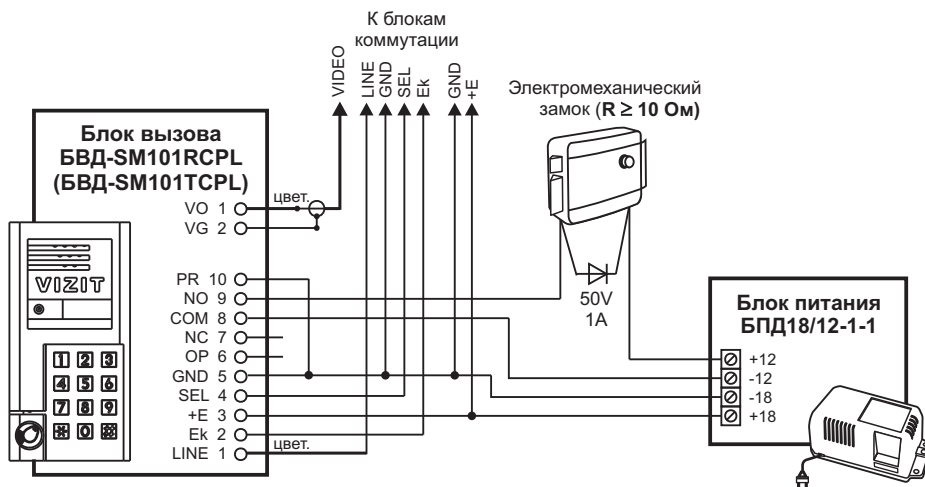 К блокам
коммутации
VIDEO
LINE
GND
SEL
Ek
GND
+E
Электромеханический
замок (R ≥ 10 Ом)
Блок вызова
БВД-SM101RCPL
(БВД-SM101TCPL)
цвет.
VO 1
VG 2
PR 10
NO 9
COM 8
NC 7
OP 6
GND 5
SEL 4
+E 3
Ek 2
LINE 1
цвет.
VIZIT
1 2 3
4 5 6
7 8 9
* 0 #
50V
1A
Блок питания
БПД18/12-1-1
+12
-12
-18
+18